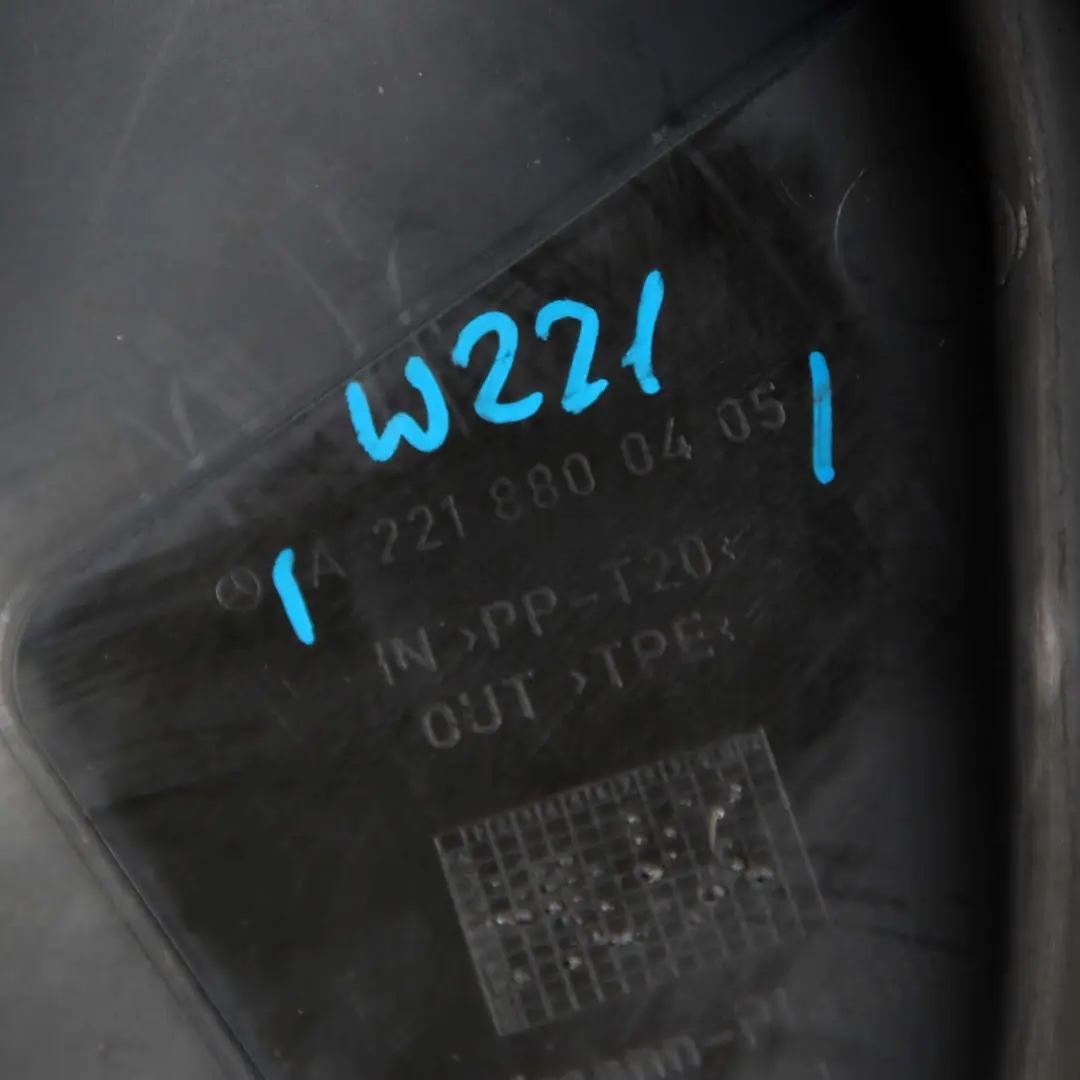 W221
A 221 880 04 05
IN >PP-T20<
OUT >TPE<